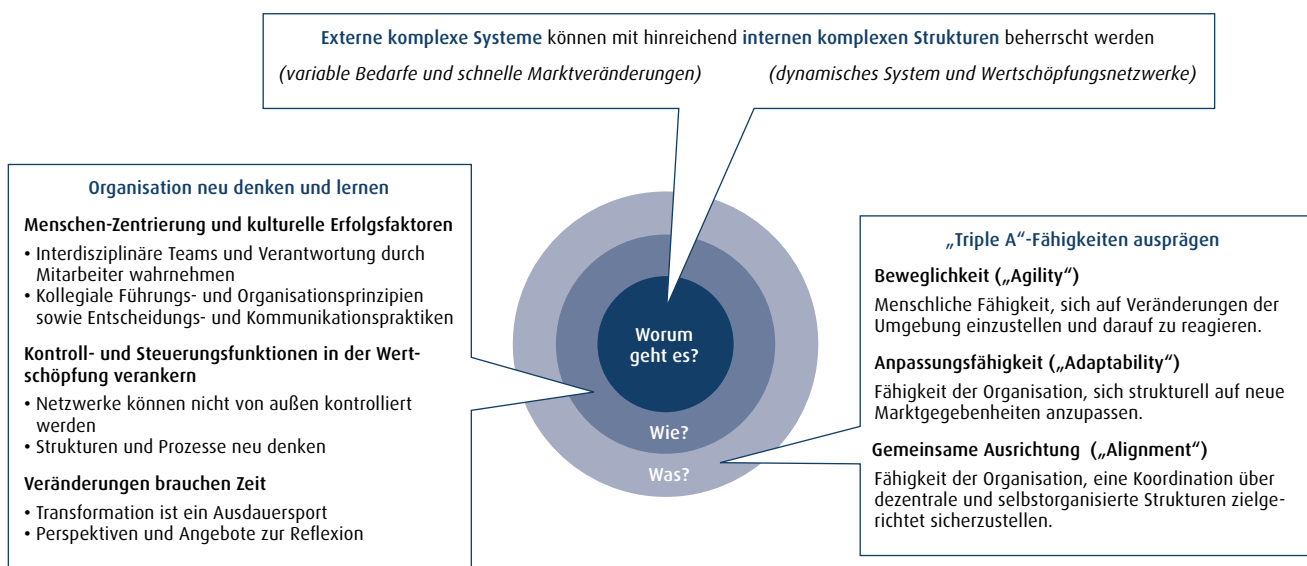 Externe komplexe Systeme können mit hinreichend internen komplexen Strukturen beherrscht werden
(variable Bedarfe und schnelle Marktveränderungen) (dynamisches System und Wertschöpfungsnetzwerke)
Organisation neu denken und lernen
Menschen-Zentrierung und kulturelle Erfolgsfaktoren
• Interdisziplinäre Teams und Verantwortung durch
Mitarbeiter wahrnehmen
• Kollegiale Führungs- und Organisationsprinzipien
sowie Entscheidungs- und Kommunikationspraktiken
Kontroll- und Steuerungsfunktionen in der Wert-
schöpfung verankern
• Netzwerke können nicht von außen kontrolliert
werden
• Strukturen und Prozesse neu denken
Veränderungen brauchen Zeit
• Transformation ist ein Ausdauersport
• Perspektiven und Angebote zur Reflexion
Worum
geht es?
Wie?
Was?
„Triple A“-Fähigkeiten ausprägen
Beweglichkeit („Agility“)
Menschliche Fähigkeit, sich auf Veränderungen der
Umgebung einzustellen und darauf zu reagieren.
Anpassungsfähigkeit („Adaptability“)
Fähigkeit der Organisation, sich strukturell auf neue
Marktgegebenheiten anzupassen.
Gemeinsame Ausrichtung („Alignment“)
Fähigkeit der Organisation, eine Koordination über
dezentrale und selbstorganisierte Strukturen zielge-
richtet sicherzustellen.